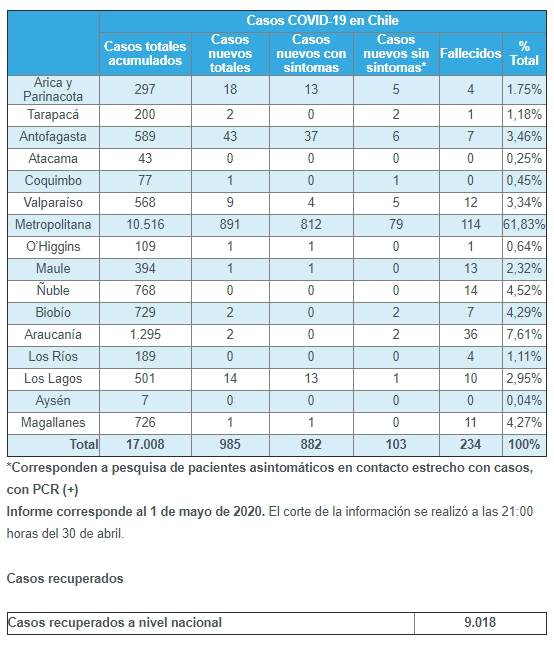 Casos COVID-19 en Chile
Casos totales acumulados Casos nuevos totales Casos nuevos con síntomas Casos nuevos sin síntomas* Fallecidos % Total
Arica y Parinacota 297 18 13 5 4 1.75%
Tarapacá 200 2 0 2 1 1,18%
Antofagasta 589 43 37 6 7 3,46%
Atacama 43 0 0 0 0 0,25%
Coquimbo 77 1 0 1 0 0,45%
Valparaíso 568 9 4 5 12 3,34%
Metropolitana 10.516 891 812 79 114 61,83%
O'Higgins 109 1 1 0 1 0,64%
Maule 394 1 1 0 13 2,32%
Ñuble 768 0 0 0 14 4,52%
Biobío 729 2 0 2 7 4,29%
Araucanía 1.295 2 0 2 36 7,61%
Los Ríos 189 0 0 0 4 1,11%
Los Lagos 501 14 13 1 10 2,95%
Aysén 7 0 0 0 0 0,04%
Magallanes 726 1 1 0 11 4,27%
Total 17.008 985 882 103 234 100%
*Corresponden a pesquisa de pacientes asintomáticos en contacto estrecho con casos,
con PCR (+)
Informe corresponde al 1 de mayo de 2020. El corte de la información se realizó a las 21:00
horas del 30 de abril.
Casos recuperados
Casos recuperados a nivel nacional 9.018